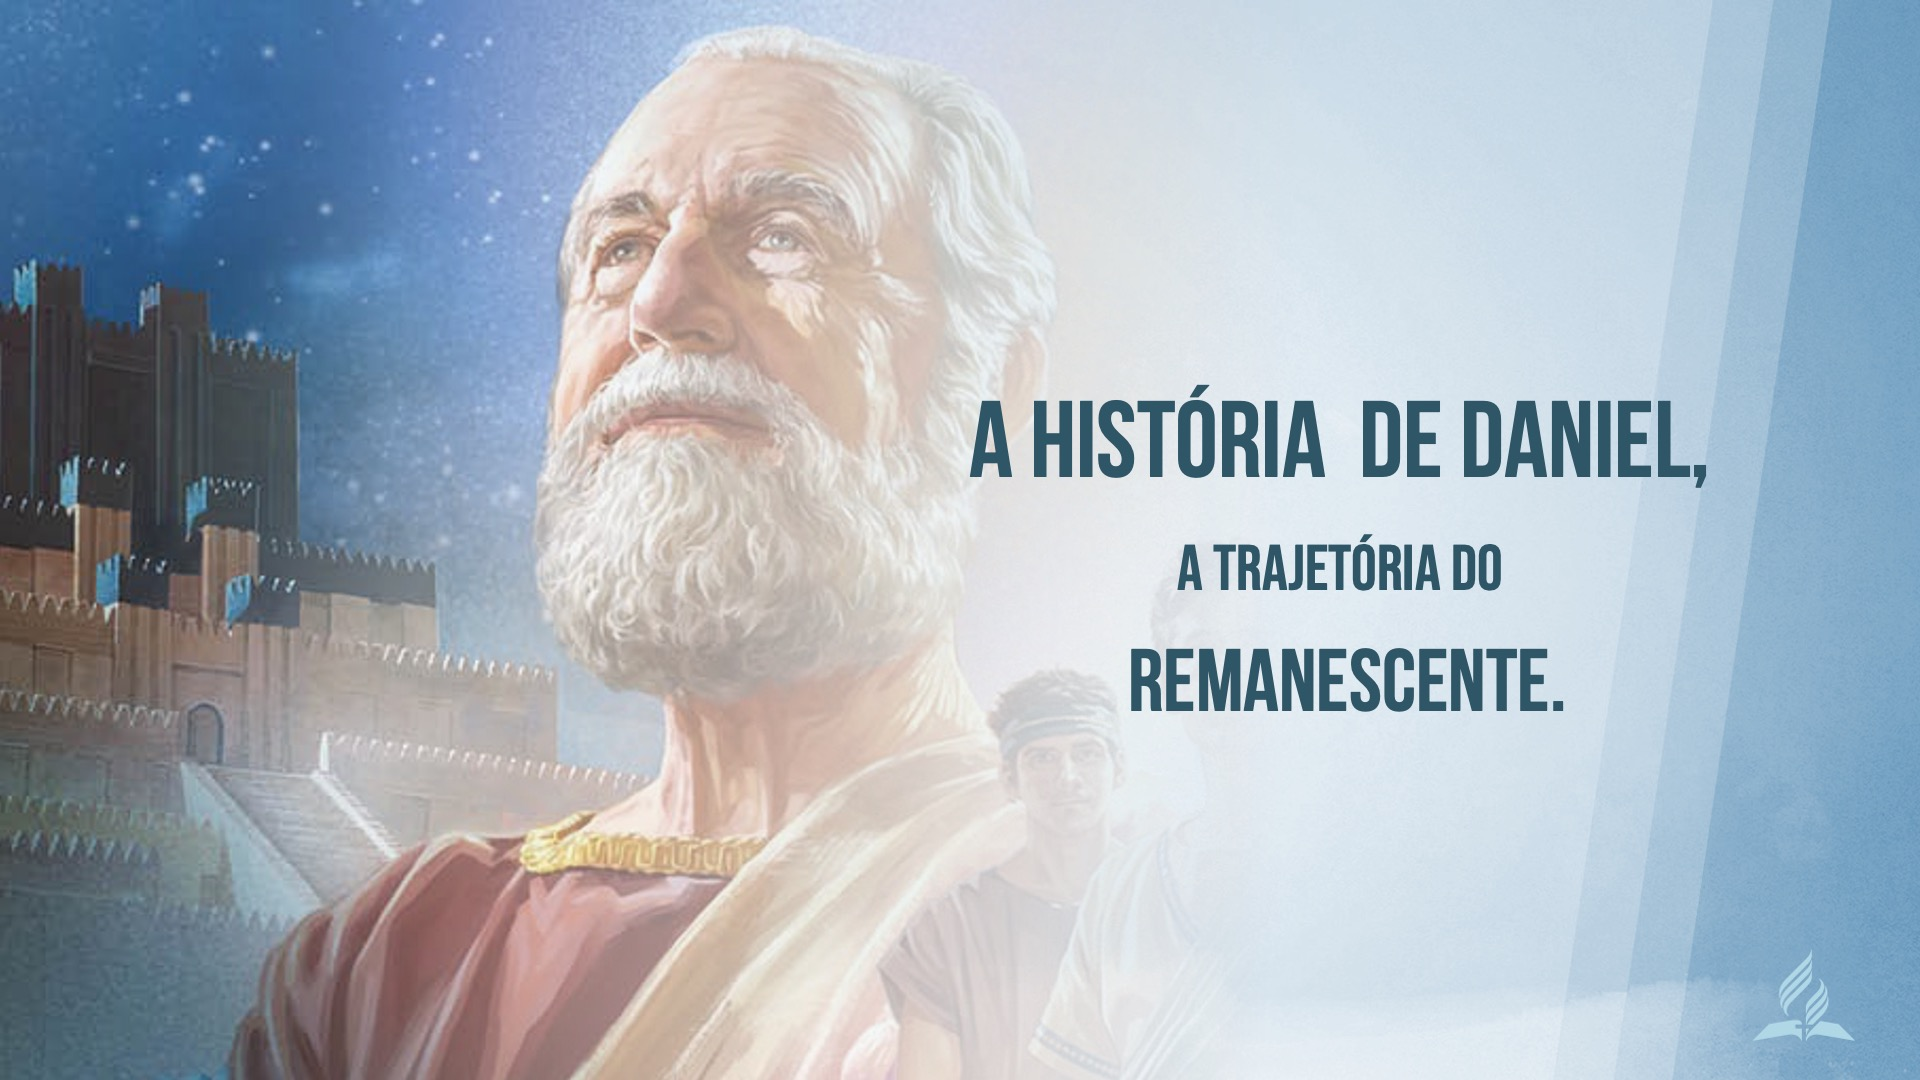 A HISTÓRIA DE DANIEL,
A TRAJETÓRIA DO
REMANESCENTE.